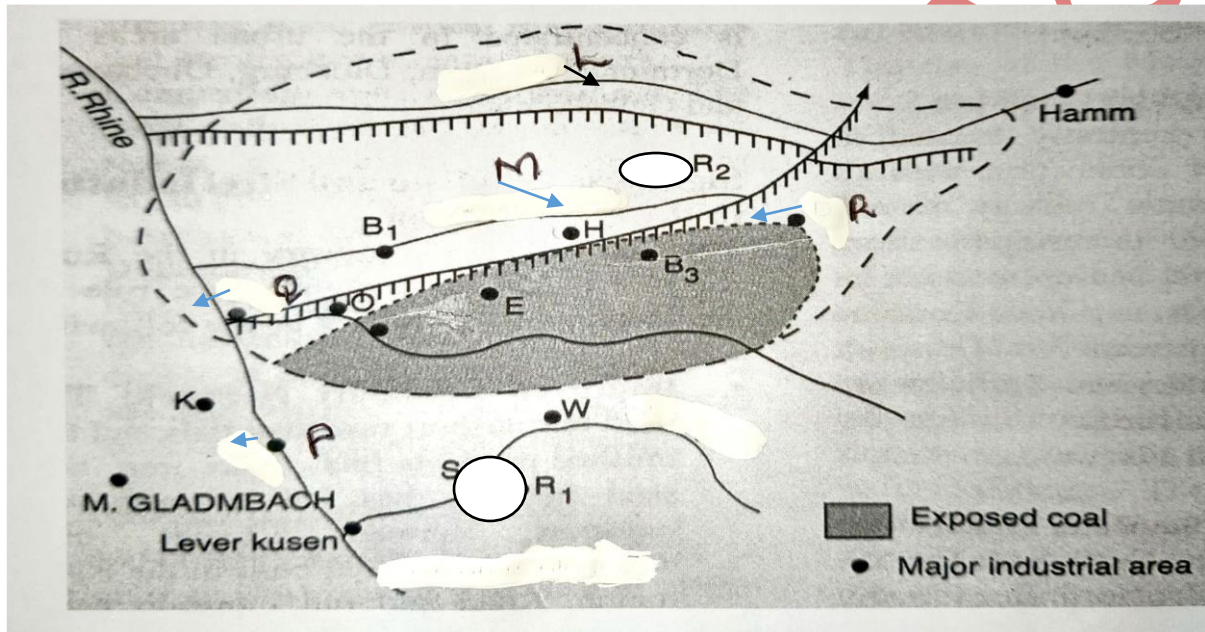 L
R.Rhine
Hamm
M
R2
R
B1
H
B3
Q
O
E
K
W
P
S
R1
M. GLADMBACH
Lever kusen
Exposed coal
Major industrial area